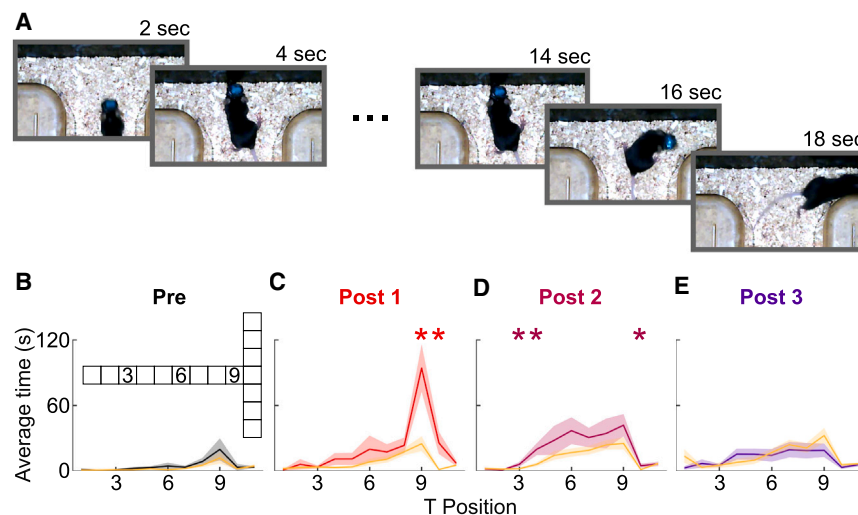 A
2 sec
4 sec
14 sec
16 sec
18 sec
B
Pre
C
Post 1
D
Post 2
E
Post 3
Average time (s)
120
60
0
3 6 9
* *
* * *
3 6 9
3 6 9
3 6 9
3 6 9
T Position